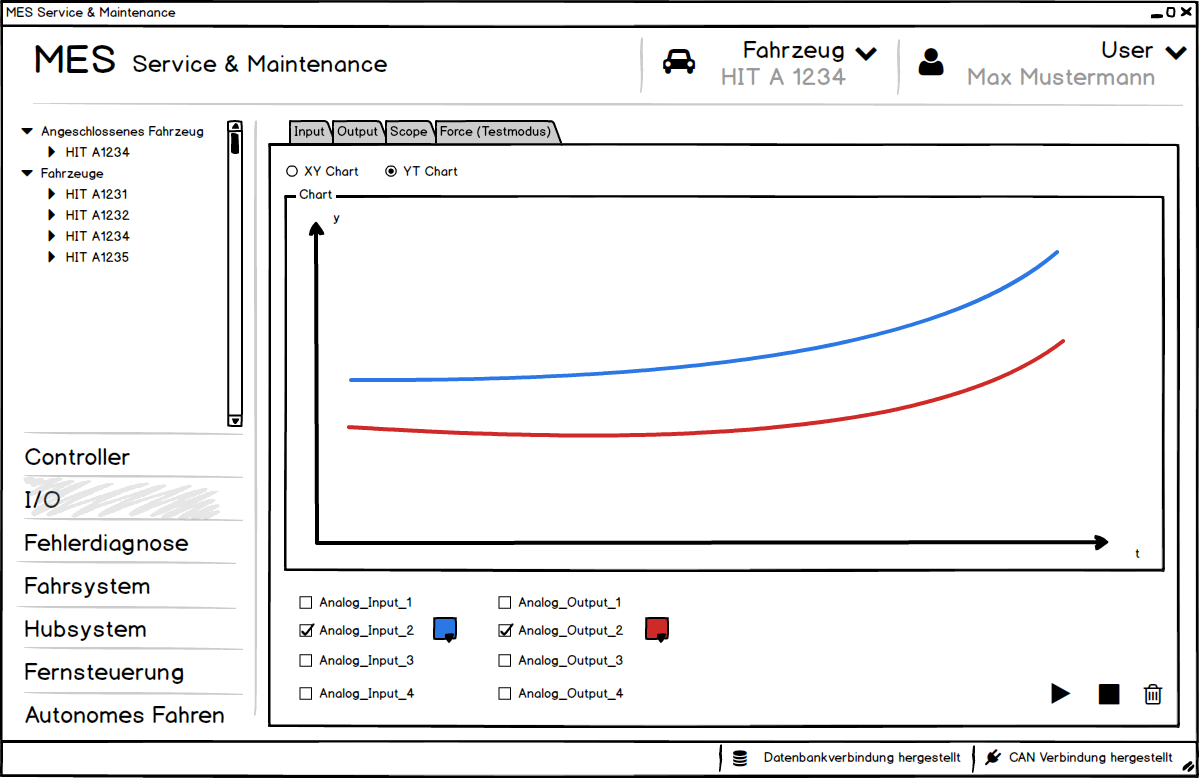 MES Service & Maintenance
MES Service & Maintenance
Fahrzeug
HIT A 1234
User
Max Mustermann
Angeschlossenes Fahrzeug
HIT A1234
Fahrzeuge
HIT A1231
HIT A1232
HIT A1234
HIT A1235
Controller
I/O
Fehlerdiagnose
Fahrsystem
Hubsystem
Fernsteuerung
Autonomes Fahren
Input Output Scope Force (Testmodus)
XY Chart YT Chart
Chart
y
t
Analog_Input_1 Analog_Output_1
Analog_Input_2 Analog_Output_2
Analog_Input_3 Analog_Output_3
Analog_Input_4 Analog_Output_4
Datenbankverbindung hergestellt CAN Verbindung hergestellt